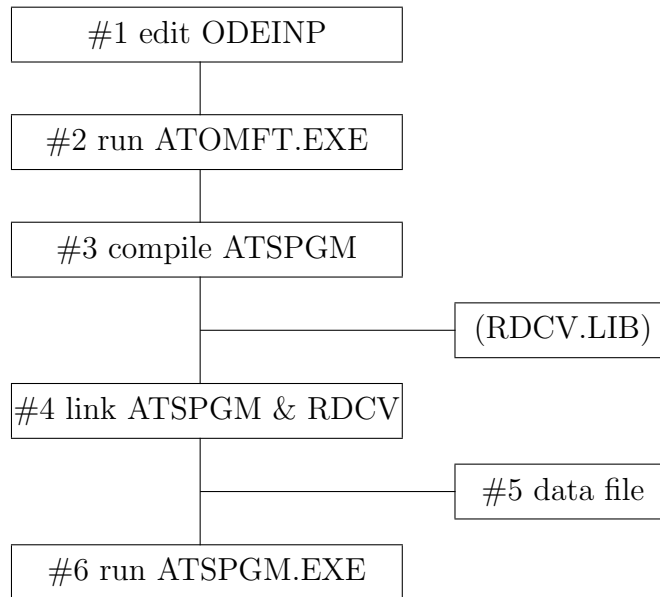 #1 edit ODEINP
#2 run ATOMFT.EXE
#3 compile ATSPGM
(RDCV.LIB)
#4 link ATSPGM & RDCV
#5 data file
#6 run ATSPGM.EXE